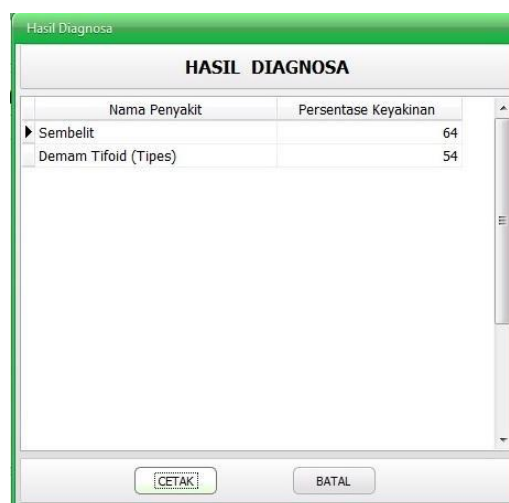 Hasil Diagnosa
HASIL DIAGNOSA
Nama Penyakit Persentase Keyakinan
Sembelit 64
Demam Tifoid (Tipes) 54
CETAK BATAL